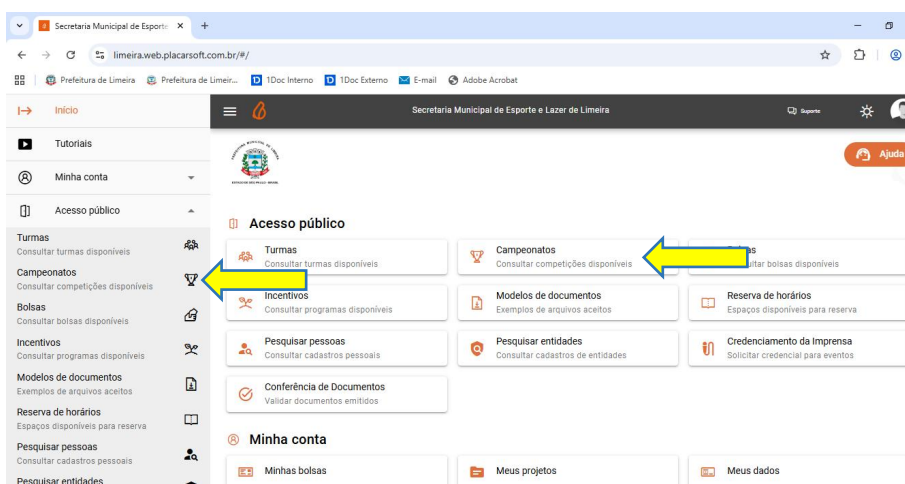 Secretaria Municipal de Esporte
limeira.web.placarsoft.com.br/#/
Prefeitura de Limeira
Prefeitura de Limeir...
1Doc Interno
1Doc Externo
E-mail
Adobe Acrobat
Início
Secretaria Municipal de Esporte e Lazer de Limeira
Suporte
Tutoriais
Minha conta
Acesso público
Turmas
Consultar turmas disponíveis
Campeonatos
Consultar competições disponíveis
Bolsas
Consultar bolsas disponíveis
Incentivos
Consultar programas disponíveis
Modelos de documentos
Exemplos de arquivos aceitos
Reserva de horários
Espaços disponíveis para reserva
Pesquisar pessoas
Consultar cadastros pessoais
Pesquisar entidades
Ajuda
Acesso público
Turmas
Consultar turmas disponíveis
Campeonatos
Consultar competições disponíveis
bolsas disponíveis
Incentivos
Consultar programas disponíveis
Modelos de documentos
Exemplos de arquivos aceitos
Reserva de horários
Espaços disponíveis para reserva
Pesquisar pessoas
Consultar cadastros pessoais
Pesquisar entidades
Consultar cadastros de entidades
Credenciamento da Imprensa
Solicitar credencial para eventos
Conferência de Documentos
Validar documentos emitidos
Minha conta
Minhas bolsas
Meus projetos
Meus dados